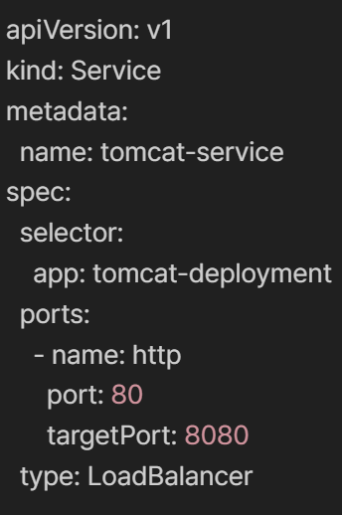 apiVersion: v1
kind: Service
metadata:
  name: tomcat-service
spec:
  selector:
    app: tomcat-deployment
  ports:
    - name: http
      port: 80
      targetPort: 8080
  type: LoadBalancer